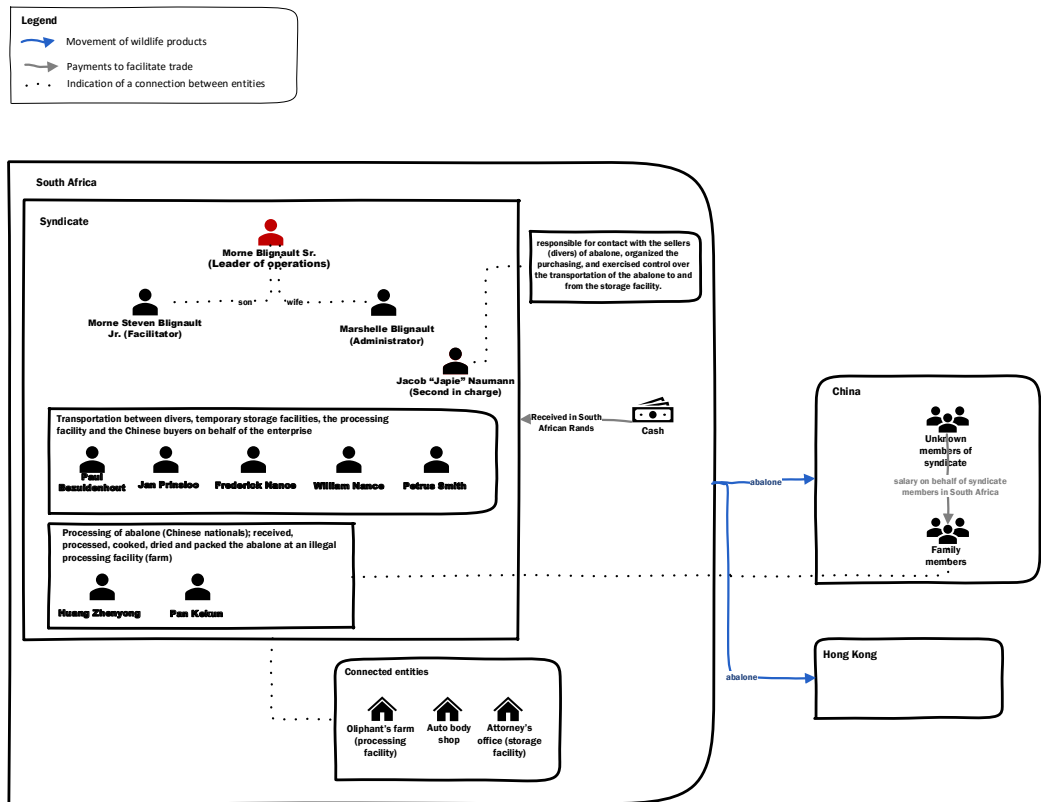 Legend
Movement of wildlife products
Payments to facilitate trade
Indication of a connection between entities
South Africa
Syndicate
Morne Blignault Sr.
(Leader of operations)
son
wife
Morne Steven Blignault
Jr. (Facilitator)
Marshelle Blignault
(Administrator)
Jacob “Japie” Naumann
(Second in charge)
responsible for contact with the sellers
(divers) of abalone, organized the
purchasing, and exercised control over
the transportation of the abalone to and
from the storage facility.
Transportation between divers, temporary storage facilities, the processing
facility and the Chinese buyers on behalf of the enterprise
Paul
Bezuidenhout
Jan Prinsloo
Frederick Nance
William Nance
Petrus Smith
Received in South
African Rands
Cash
Processing of abalone (Chinese nationals); received,
processed, cooked, dried and packed the abalone at an illegal
processing facility (farm)
Huang Zhenyong
Pan Kekun
Connected entities
Oliphant’s farm
(processing
facility)
Auto body
shop
Attorney’s
office (storage
facility)
abalone
abalone
China
Unknown
members of
syndicate
salary on behalf of syndicate
members in South Africa
Family
members
Hong Kong